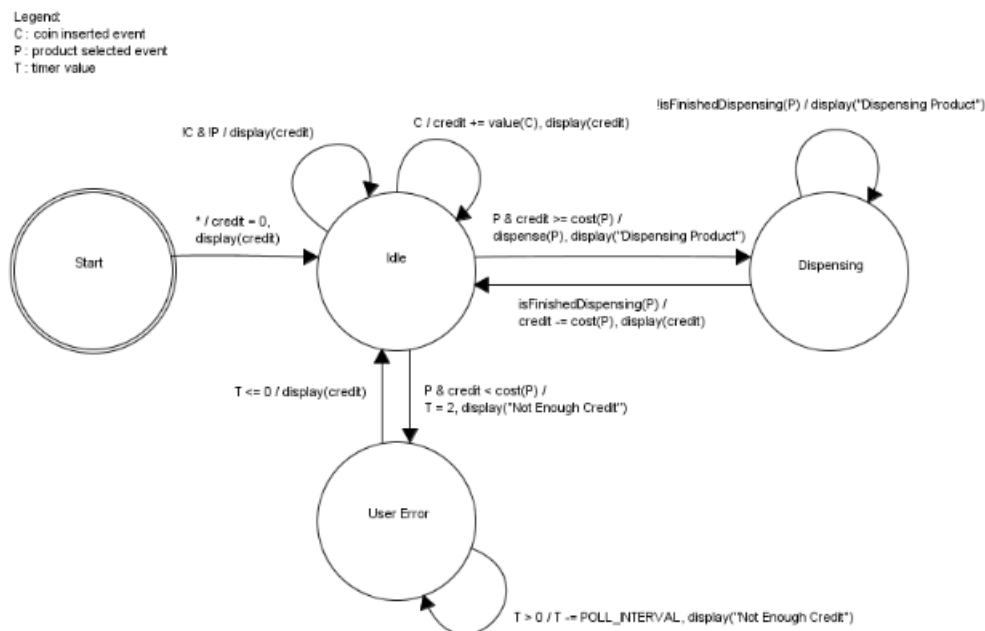 Legend:
C : coin inserted event
P : product selected event
T : timer value
!isFinishedDispensing(P) / display("Dispensing Product")
!C & !P / display(credit)
C / credit += value(C), display(credit)
* / credit = 0,
display(credit)
P & credit >= cost(P) /
dispense(P), display("Dispensing Product")
Start
Idle
Dispensing
isFinishedDispensing(P) /
credit -= cost(P), display(credit)
T <= 0 / display(credit)
P & credit < cost(P) /
T = 2, display("Not Enough Credit")
User Error
T > 0 / T -= POLL_INTERVAL, display("Not Enough Credit")